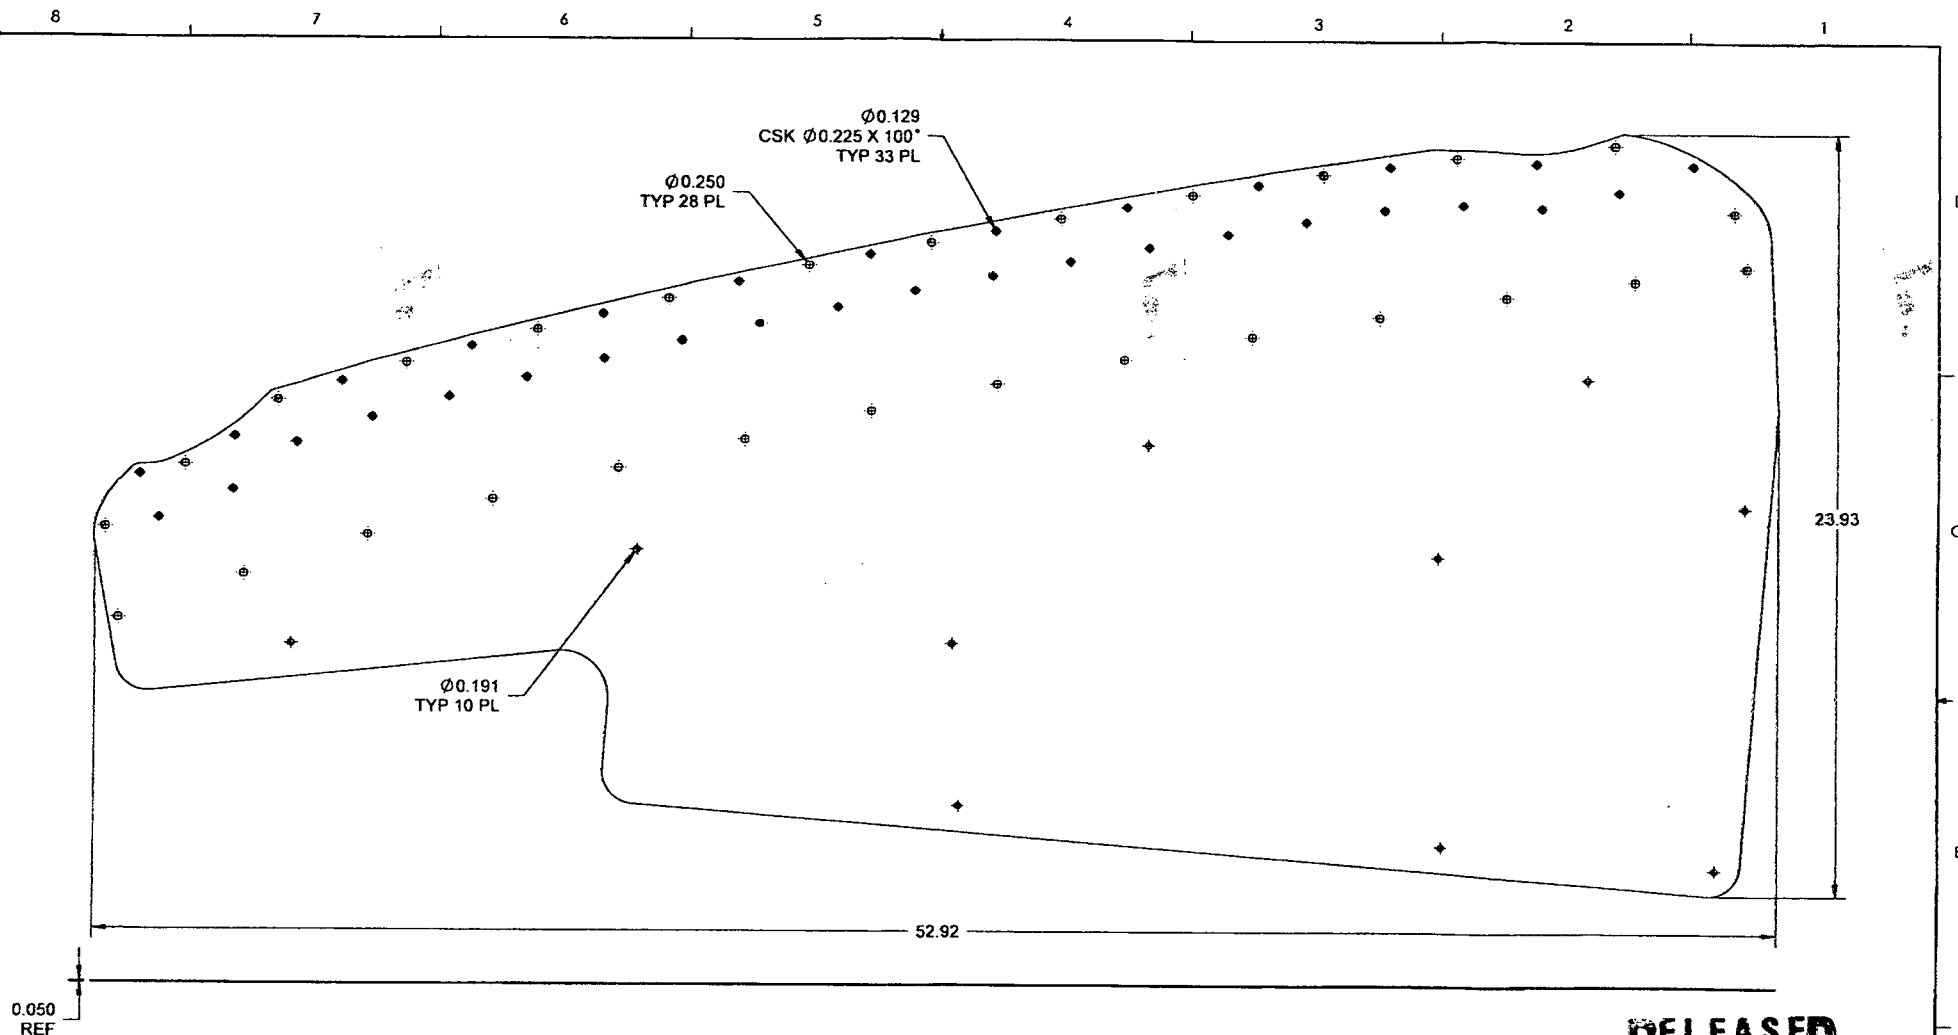 8 7 6 5 4 3 2 1
Ø0.129
CSK Ø0.225 X 100°
TYP 33 PL
Ø0.250
TYP 28 PL
23.93
Ø0.191
TYP 10 PL
52.92
0.050
REF
RELEASED